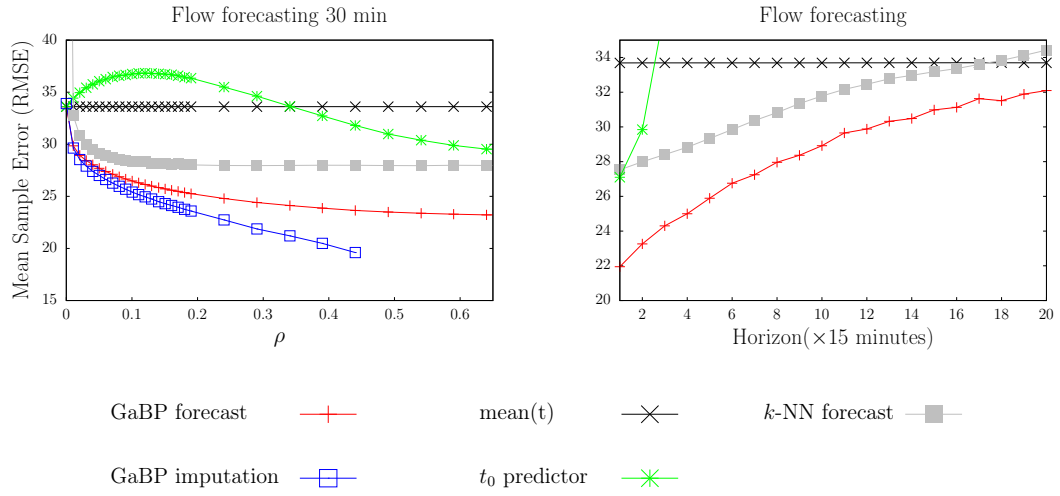 Flow forecasting 30 min
Mean Sample Error (RMSE)
40
35
30
25
20
15
0 0.1 0.2 0.3 0.4 0.5 0.6
ρ
Flow forecasting
34
32
30
28
26
24
22
20
2 4 6 8 10 12 14 16 18 20
Horizon(×15 minutes)
GaBP forecast
mean(t)
k-NN forecast
GaBP imputation
t₀ predictor